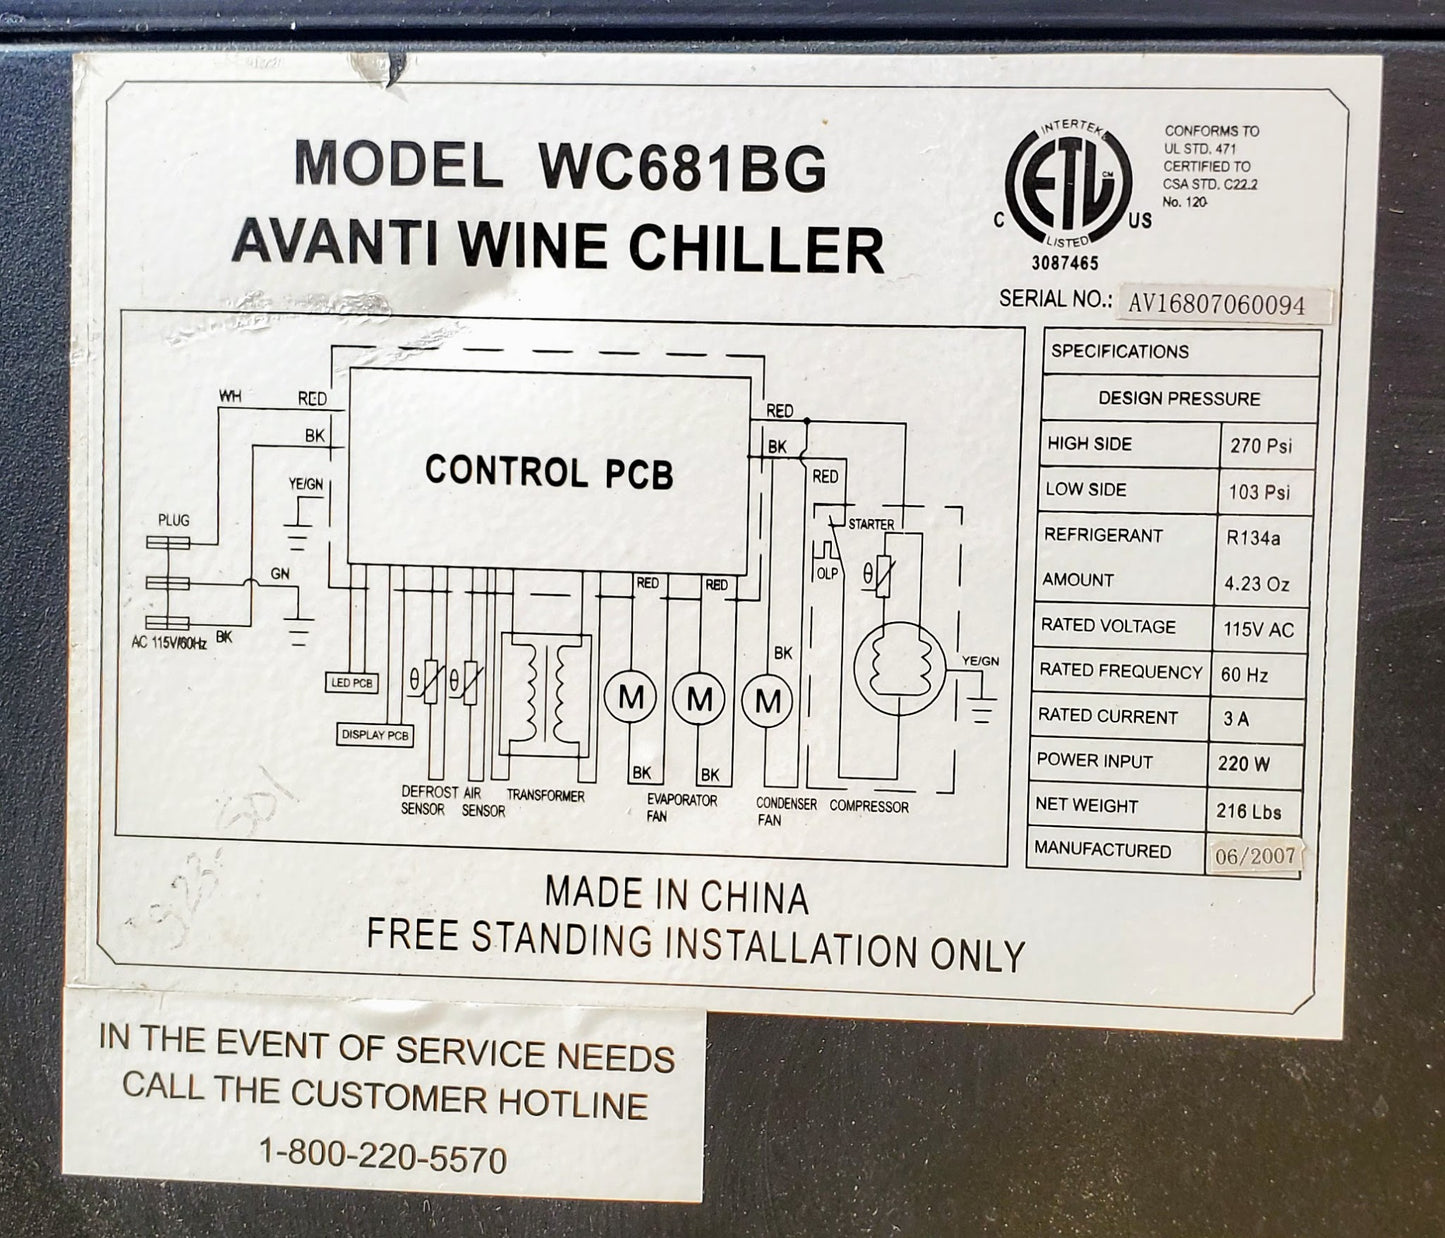 MODEL WC681BG
AVANTI WINE CHILLER
INTERTEK
ETL
CM
C
US
LISTED
3087465
CONFORMS TO
UL STD. 471
CERTIFIED TO
CSA STD. C22.2
No. 120
SERIAL NO.: AV16807060094
WH
RED
BK
YE/GN
PLUG
GN
AC 115V/60Hz
BK
CONTROL PCB
RED
BK
RED
STARTER
θ
OLP
RED
RED
BK
YE/GN
LED PCB
θ
θ
M
M
M
DISPLAY PCB
BK
BK
DEFROST
SENSOR
AIR
SENSOR
TRANSFORMER
EVAPORATOR
FAN
CONDENSER
FAN
COMPRESSOR
SPECIFICATIONS
DESIGN PRESSURE
HIGH SIDE 270 Psi
LOW SIDE 103 Psi
REFRIGERANT R134a
AMOUNT 4.23 Oz
RATED VOLTAGE 115V AC
RATED FREQUENCY 60 Hz
RATED CURRENT 3 A
POWER INPUT 220 W
NET WEIGHT 216 Lbs
MANUFACTURED 06/2007
MADE IN CHINA
FREE STANDING INSTALLATION ONLY
IN THE EVENT OF SERVICE NEEDS
CALL THE CUSTOMER HOTLINE
1-800-220-5570